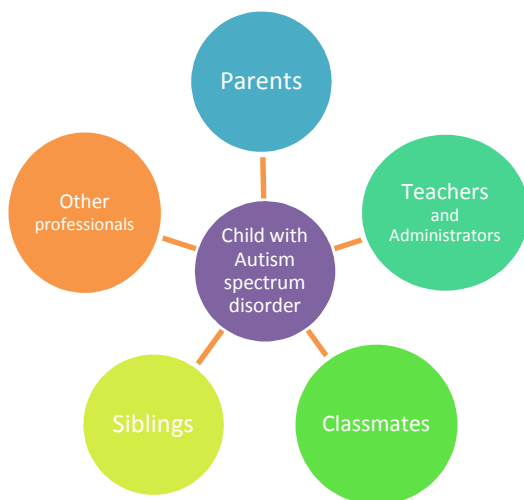 Parents
Other
professionals
Teachers
and
Administrators
Child with
Autism
spectrum
disorder
Siblings
Classmates